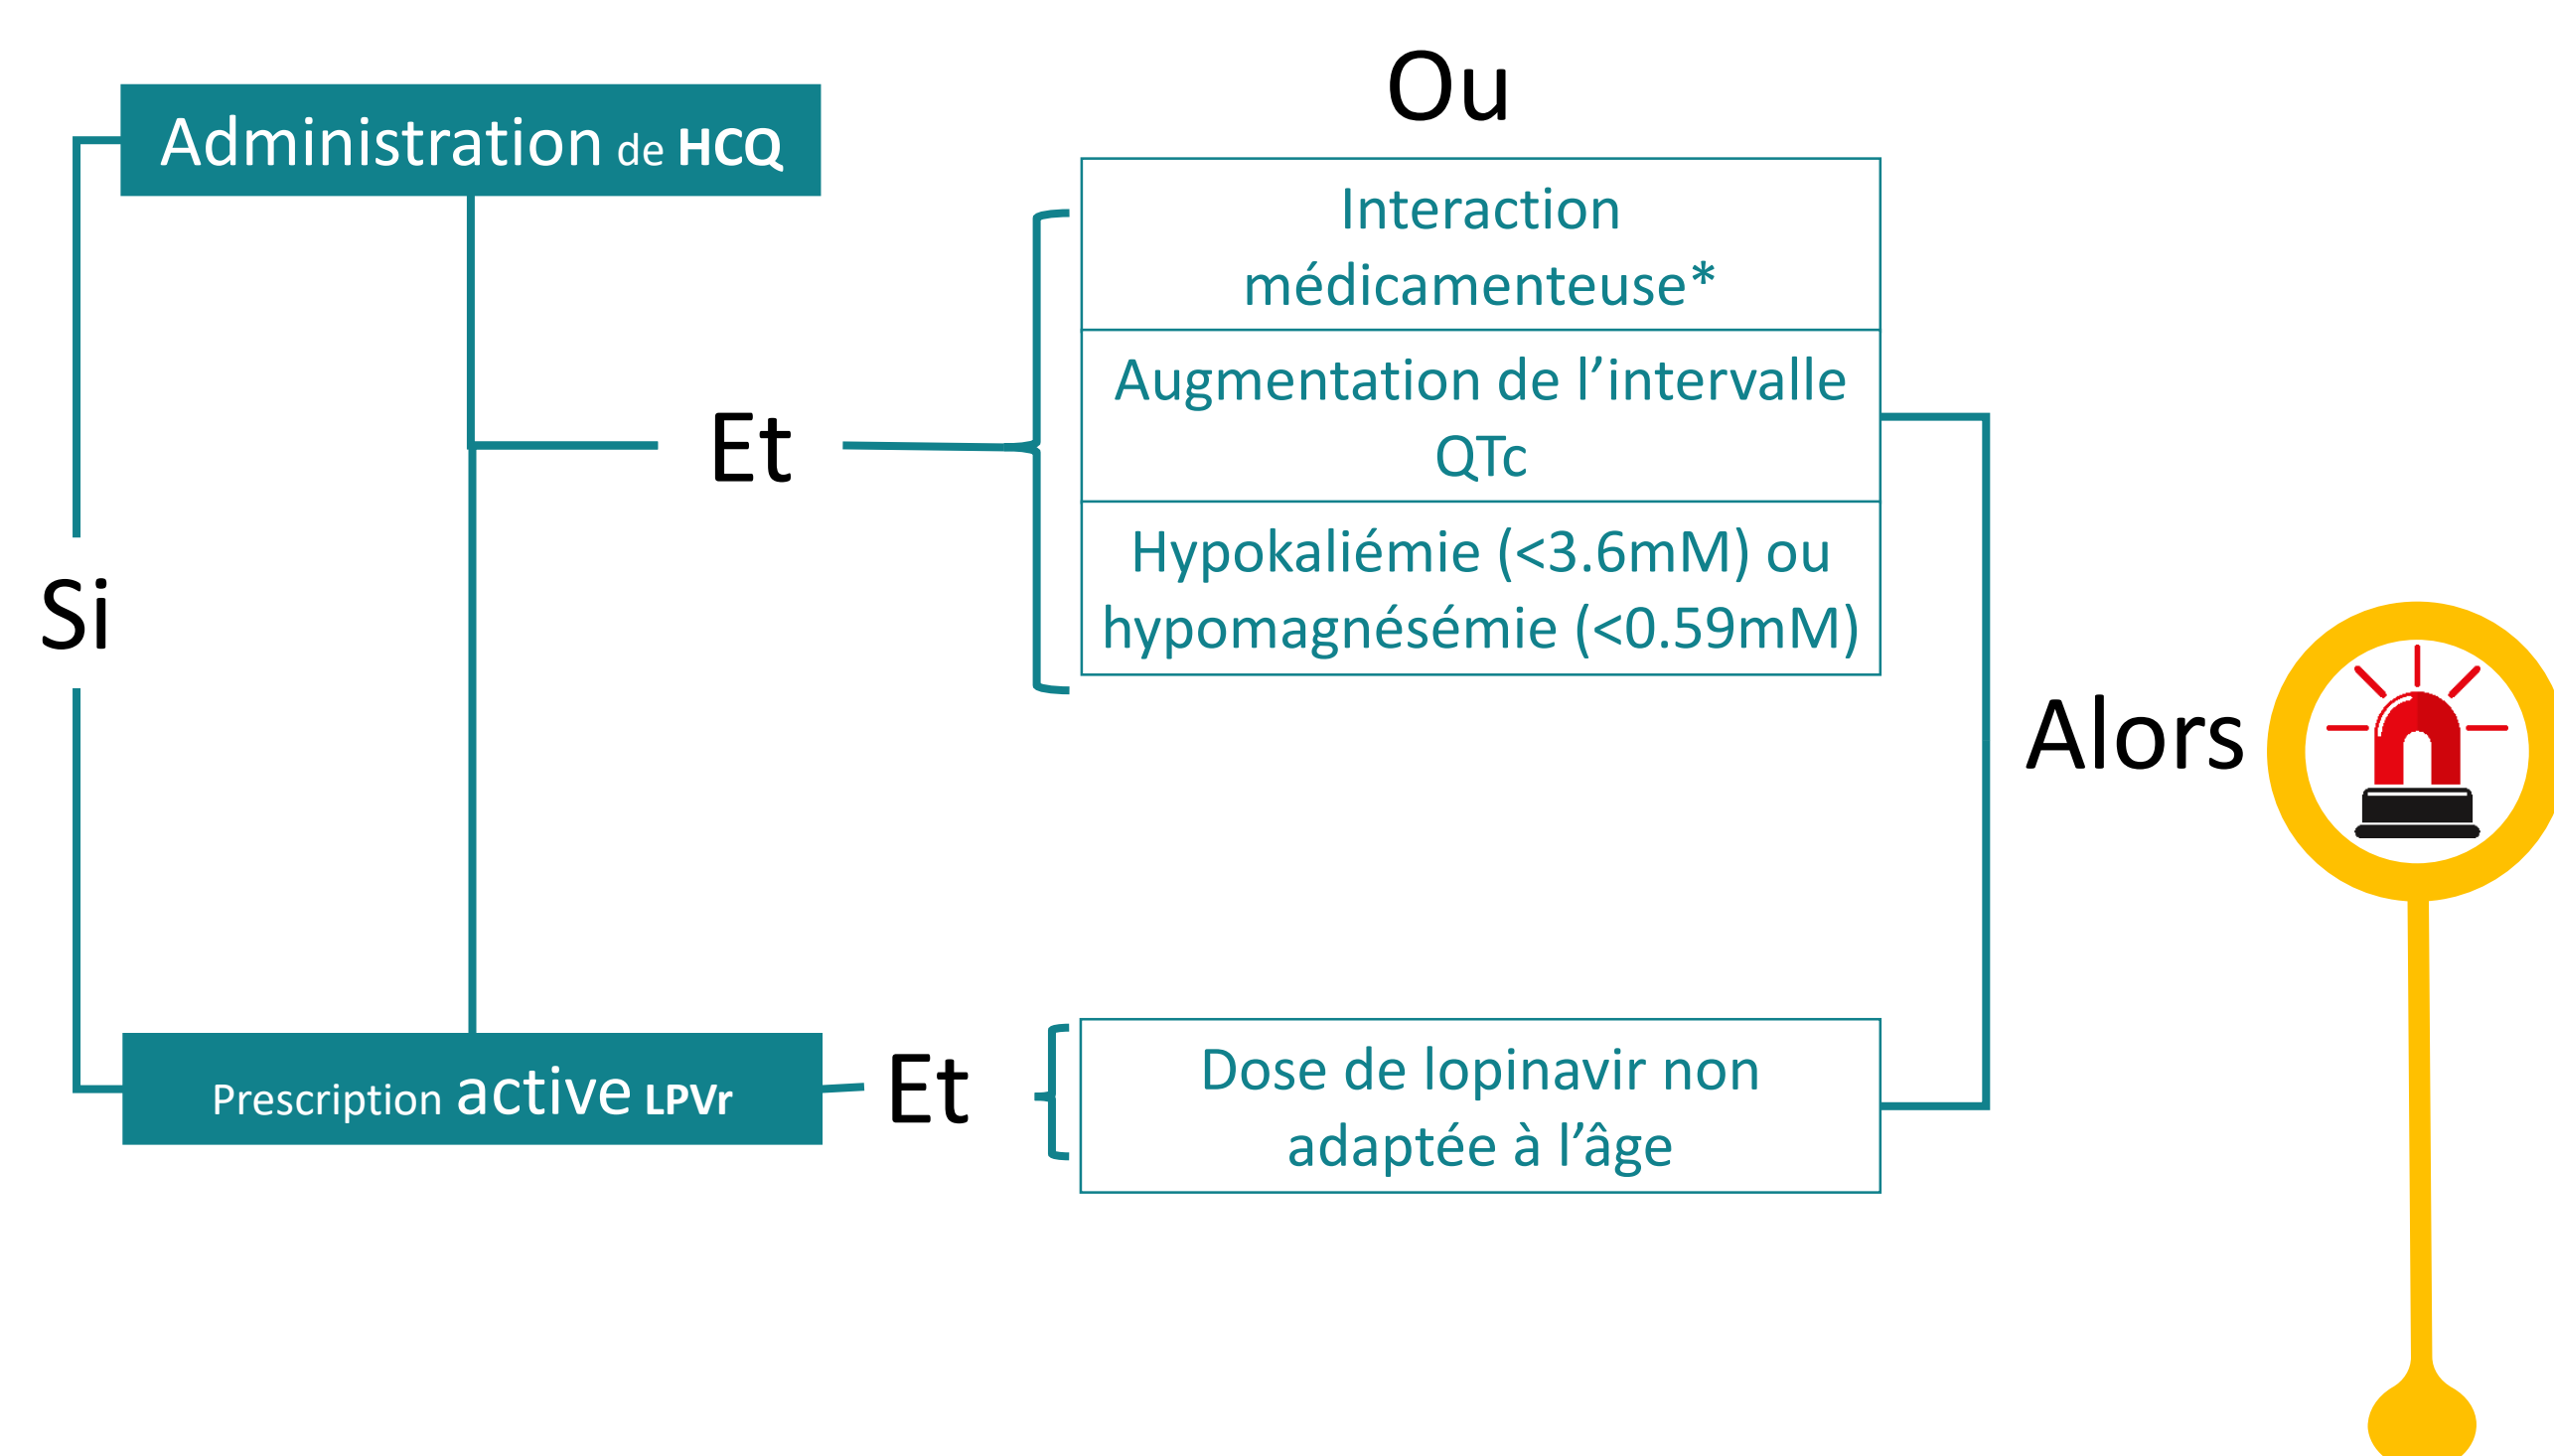 Ou
Administration de HCQ
Interaction
médicamenteuse*
Augmentation de l’intervalle
QTc
Et
Hypokaliémie (<3.6mM) ou
hypomagnésémie (<0.59mM)
Si
Alors
Prescription active LPVr
Et
Dose de lopinavir non
adaptée à l’âge